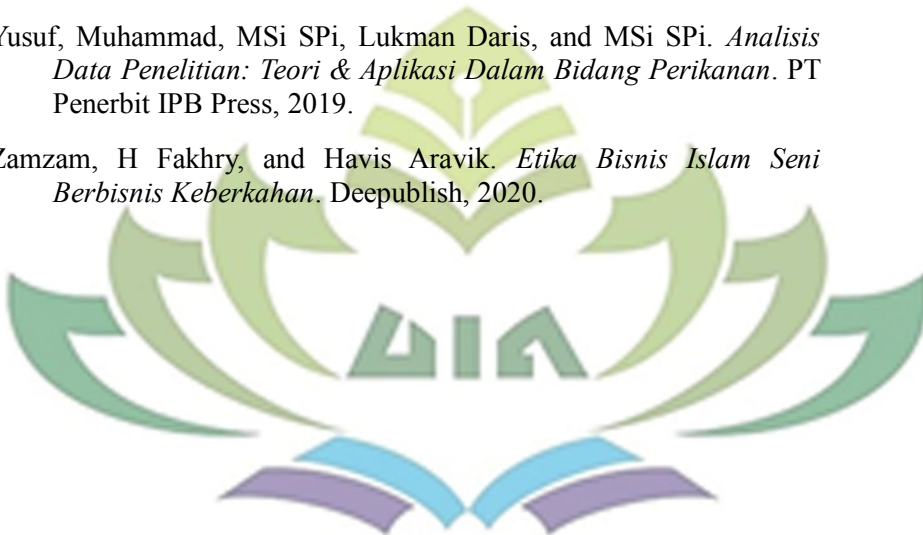 Yusuf, Muhammad, MSi SPi, Lukman Daris, and MSi SPi. Analisis
Data Penelitian: Teori & Aplikasi Dalam Bidang Perikanan. PT
Penerbit IPB Press, 2019.
Zamzam, H Fakhry, and Havis Aravik. Etika Bisnis Islam Seni
Berbisnis Keberkahan. Deepublish, 2020.
UIN